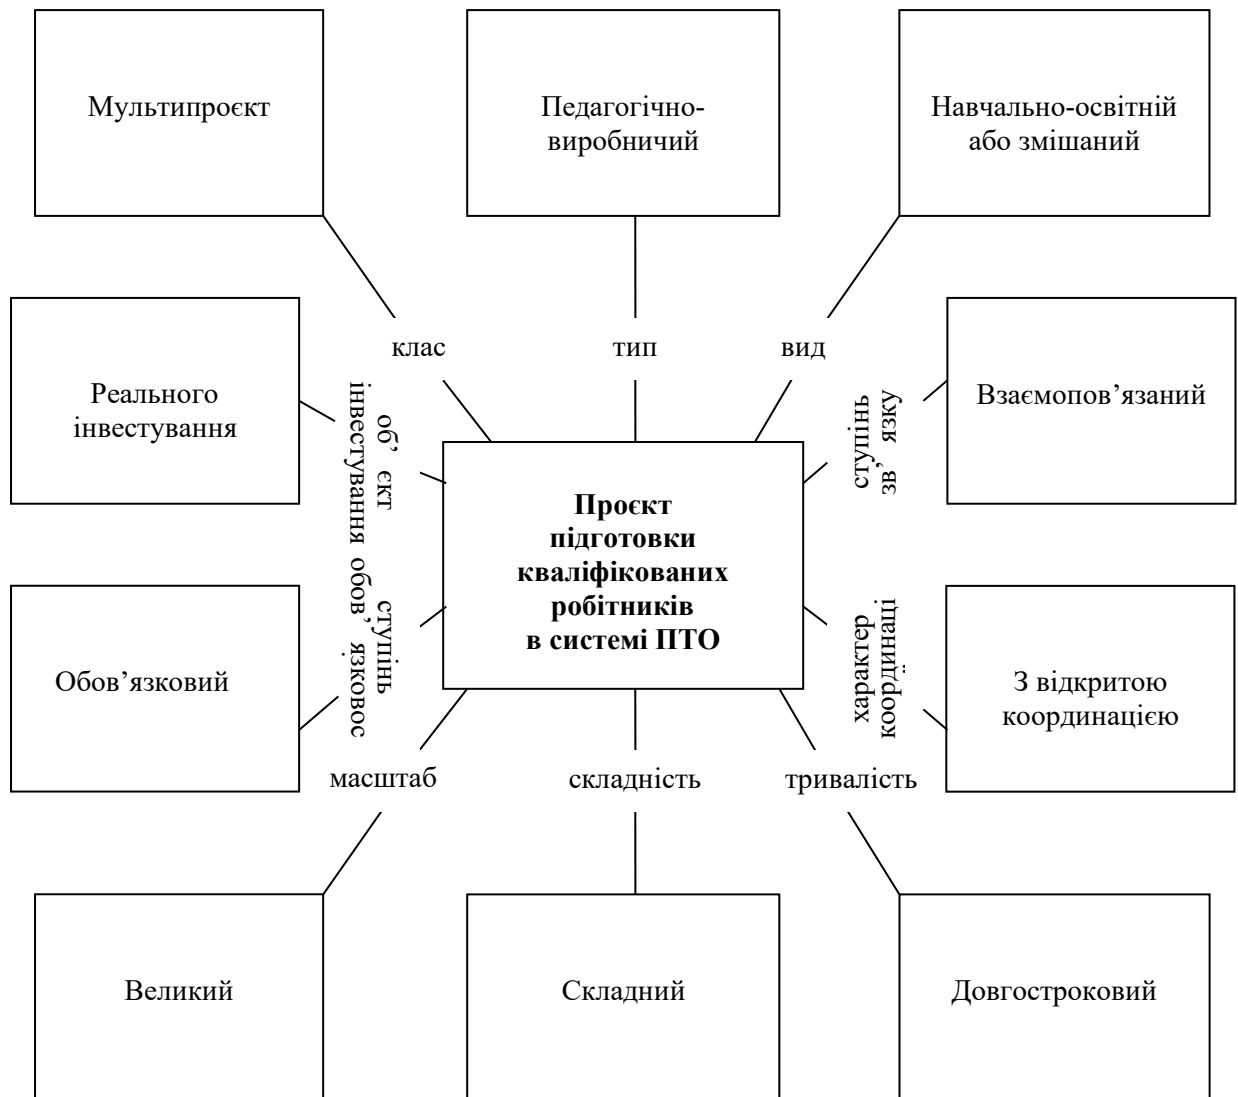 Мультипроєкт
Педагогічно-
виробничий
Навчально-освітній
або змішаний
клас
тип
вид
Реального
інвестування
об’ єкт
інвестування
ступінь
зв’ язку
Взаємопов’язаний
Проєкт
підготовки
кваліфікованих
робітників
в системі ПТО
Обов’язковий
ступінь
обов’ язковос
характер
координації
З відкритою
координацією
масштаб
складність
тривалість
Великий
Складний
Довгостроковий